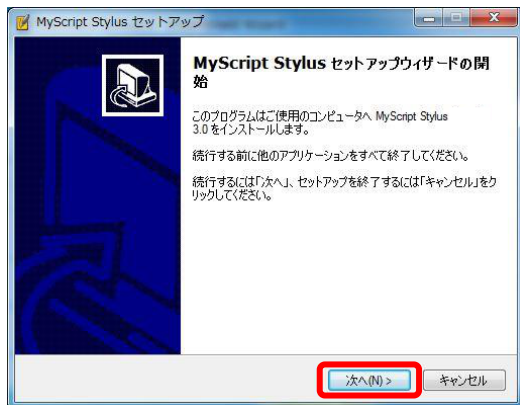 MyScript Stylus セットアップ
MyScript Stylus セットアップウィザードの開
始
このプログラムはご使用のコンピュータへ MyScript Stylus
3.0 をインストールします。
続行する前に他のアプリケーションをすべて終了してください。
続行するには「次へ」、セットアップを終了するには「キャンセル」をク
リックしてください。
次へ(N) >
キャンセル